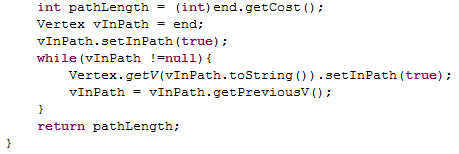 int pathLength = (int)end.getCost();
Vertex vInPath = end;
vInPath.setInPath(true);
while(vInPath !=null){
Vertex.getV(vInPath.toString()).setInPath(true);
vInPath = vInPath.getPreviousV();
}
return pathLength;
}